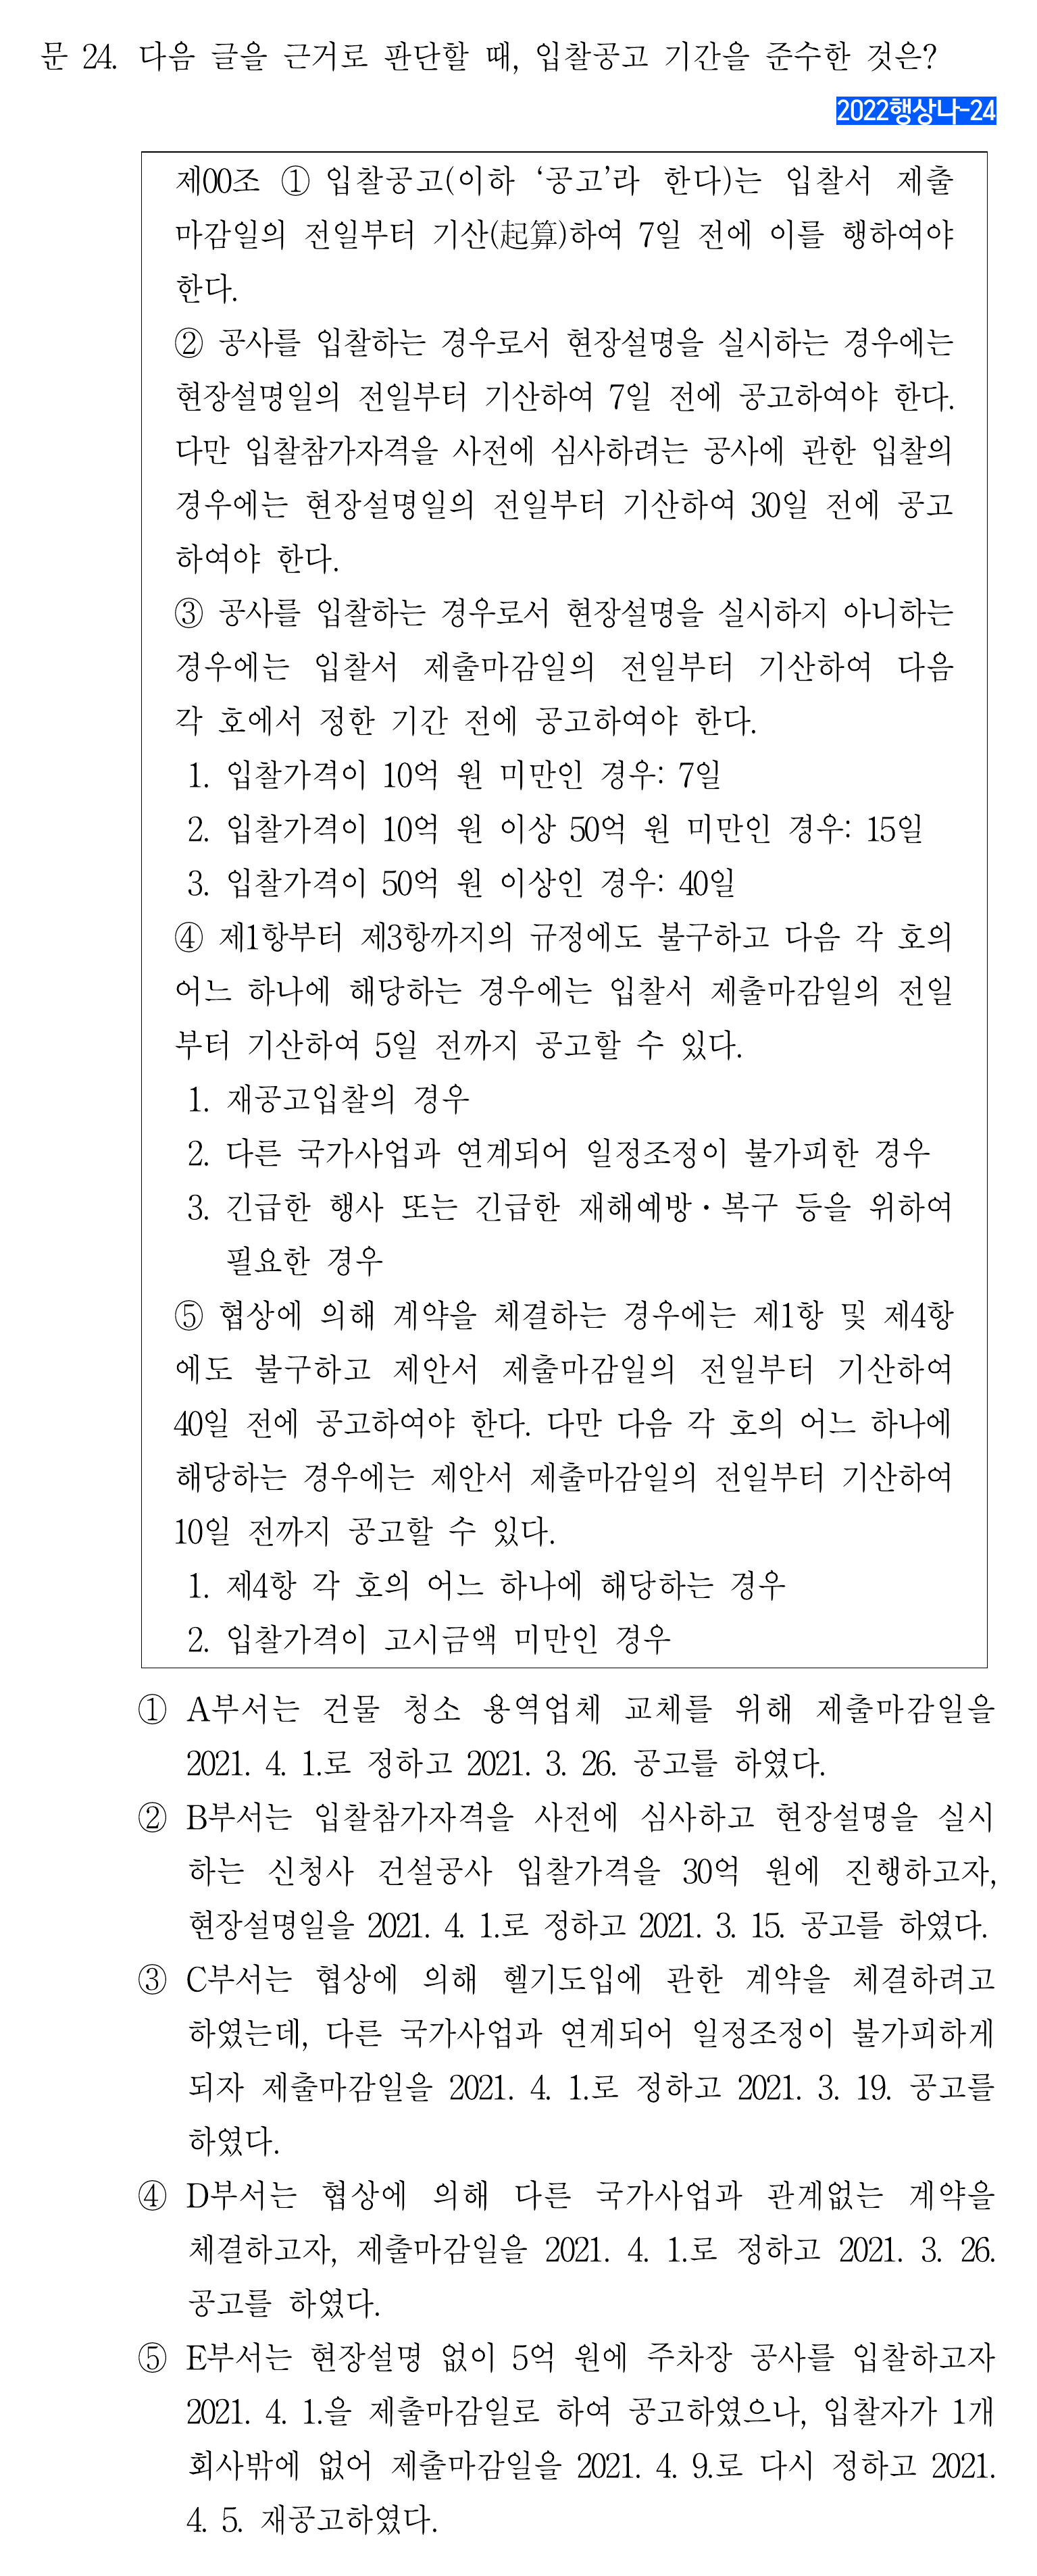 문 24. 다음 글을 근거로 판단할 때, 입찰공고 기간을 준수한 것은?
2022행상나-24
제00조 ① 입찰공고(이하 ‘공고’라 한다)는 입찰서 제출
마감일의 전일부터 기산(起算)하여 7일 전에 이를 행하여야
한다.
② 공사를 입찰하는 경우로서 현장설명을 실시하는 경우에는
현장설명일의 전일부터 기산하여 7일 전에 공고하여야 한다.
다만 입찰참가자격을 사전에 심사하려는 공사에 관한 입찰의
경우에는 현장설명일의 전일부터 기산하여 30일 전에 공고
하여야 한다.
③ 공사를 입찰하는 경우로서 현장설명을 실시하지 아니하는
경우에는 입찰서 제출마감일의 전일부터 기산하여 다음
각 호에서 정한 기간 전에 공고하여야 한다.
1. 입찰가격이 10억 원 미만인 경우: 7일
2. 입찰가격이 10억 원 이상 50억 원 미만인 경우: 15일
3. 입찰가격이 50억 원 이상인 경우: 40일
④ 제1항부터 제3항까지의 규정에도 불구하고 다음 각 호의
어느 하나에 해당하는 경우에는 입찰서 제출마감일의 전일
부터 기산하여 5일 전까지 공고할 수 있다.
1. 재공고입찰의 경우
2. 다른 국가사업과 연계되어 일정조정이 불가피한 경우
3. 긴급한 행사 또는 긴급한 재해예방·복구 등을 위하여
필요한 경우
⑤ 협상에 의해 계약을 체결하는 경우에는 제1항 및 제4항
에도 불구하고 제안서 제출마감일의 전일부터 기산하여
40일 전에 공고하여야 한다. 다만 다음 각 호의 어느 하나에
해당하는 경우에는 제안서 제출마감일의 전일부터 기산하여
10일 전까지 공고할 수 있다.
1. 제4항 각 호의 어느 하나에 해당하는 경우
2. 입찰가격이 고시금액 미만인 경우
① A부서는 건물 청소 용역업체 교체를 위해 제출마감일을
2021. 4. 1.로 정하고 2021. 3. 26. 공고를 하였다.
② B부서는 입찰참가자격을 사전에 심사하고 현장설명을 실시
하는 신청사 건설공사 입찰가격을 30억 원에 진행하고자,
현장설명일을 2021. 4. 1.로 정하고 2021. 3. 15. 공고를 하였다.
③ C부서는 협상에 의해 헬기도입에 관한 계약을 체결하려고
하였는데, 다른 국가사업과 연계되어 일정조정이 불가피하게
되자 제출마감일을 2021. 4. 1.로 정하고 2021. 3. 19. 공고를
하였다.
④ D부서는 협상에 의해 다른 국가사업과 관계없는 계약을
체결하고자, 제출마감일을 2021. 4. 1.로 정하고 2021. 3. 26.
공고를 하였다.
⑤ E부서는 현장설명 없이 5억 원에 주차장 공사를 입찰하고자
2021. 4. 1.을 제출마감일로 하여 공고하였으나, 입찰자가 1개
회사밖에 없어 제출마감일을 2021. 4. 9.로 다시 정하고 2021.
4. 5. 재공고하였다.